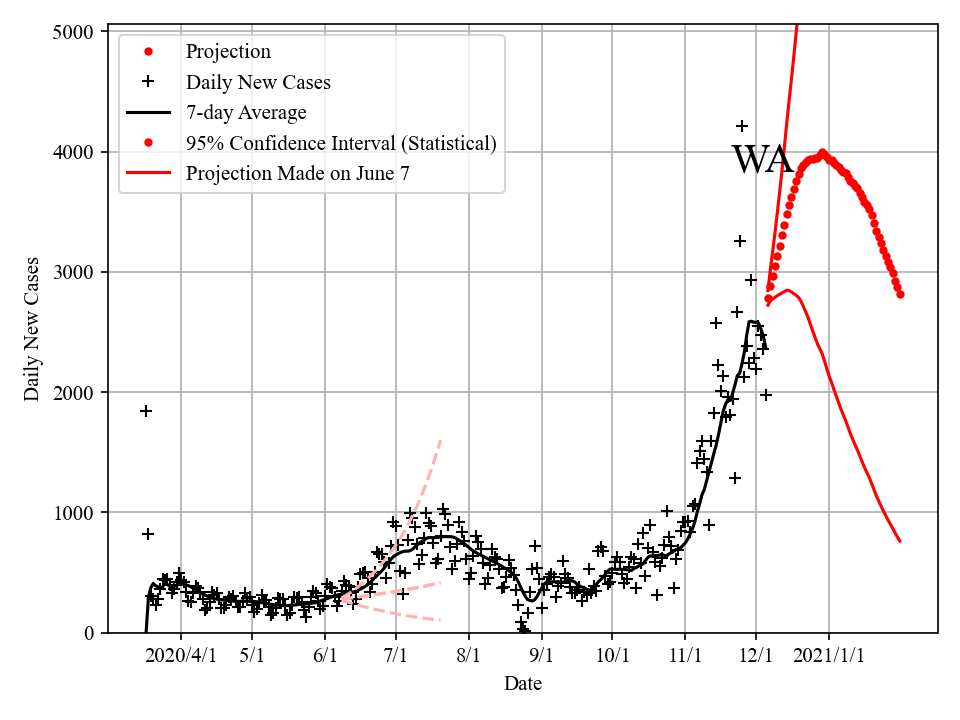 5000
4000
3000
2000
1000
0
Daily New Cases
Projection
Daily New Cases
7-day Average
95% Confidence Interval (Statistical)
Projection Made on June 7
WA
2020/4/1 5/1 6/1 7/1 8/1 9/1 10/1 11/1 12/1 2021/1/1
Date